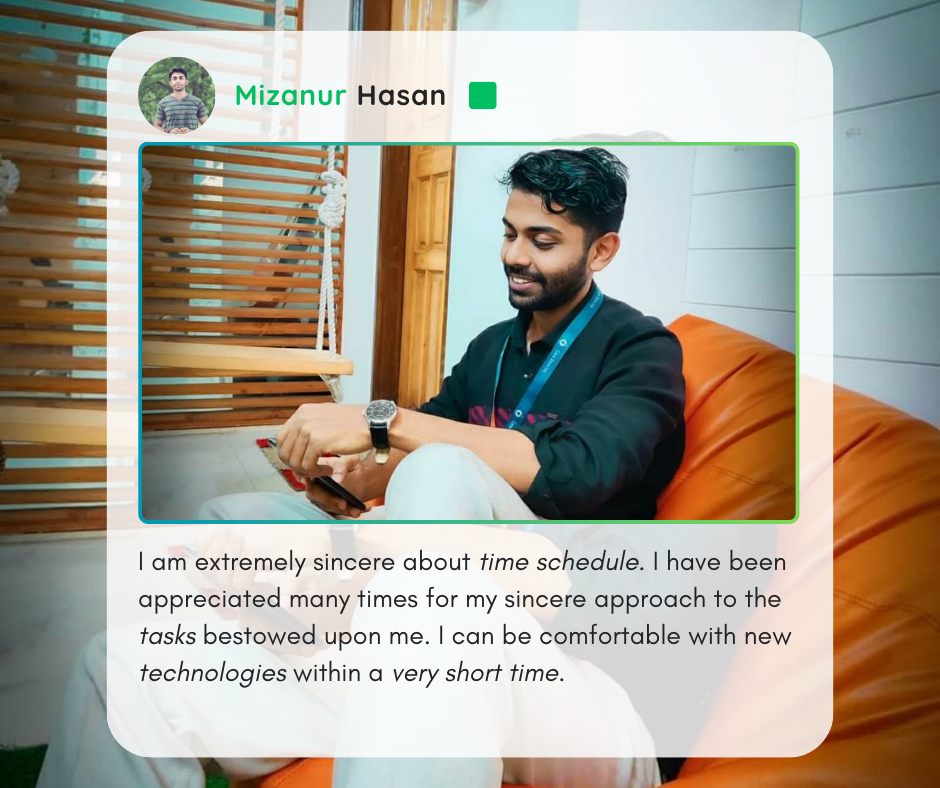 Mizanur Hasan
I am extremely sincere about time schedule. I have been
appreciated many times for my sincere approach to the
tasks bestowed upon me. I can be comfortable with new
technologies within a very short time.